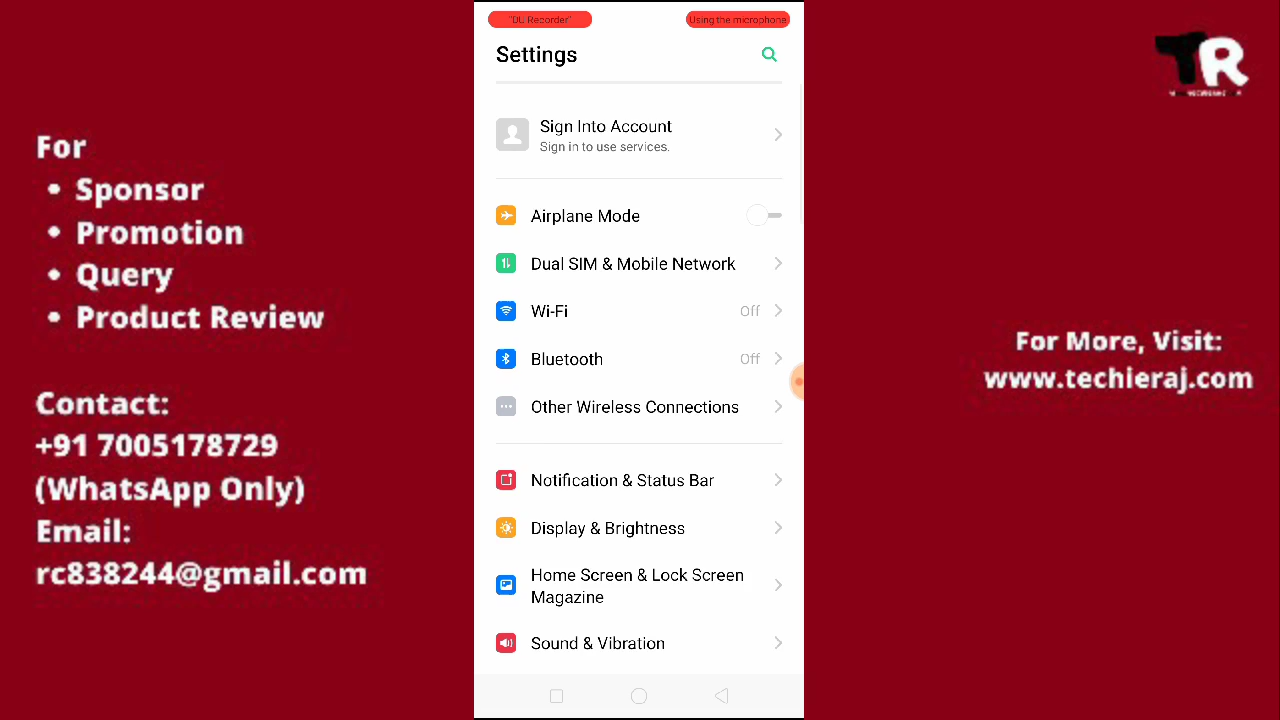 For
• Sponsor
• Promotion
• Query
• Product Review
Contact:
+91 7005178729
(WhatsApp Only)
Email:
rc838244@gmail.com
"DU Recorder"
Using the microphone
Settings
Sign Into Account
Sign in to use services.
Airplane Mode
Dual SIM & Mobile Network
Wi-Fi Off
Bluetooth Off
Other Wireless Connections
Notification & Status Bar
Display & Brightness
Home Screen & Lock Screen
Magazine
Sound & Vibration
TR
For More, Visit:
www.techieraj.com